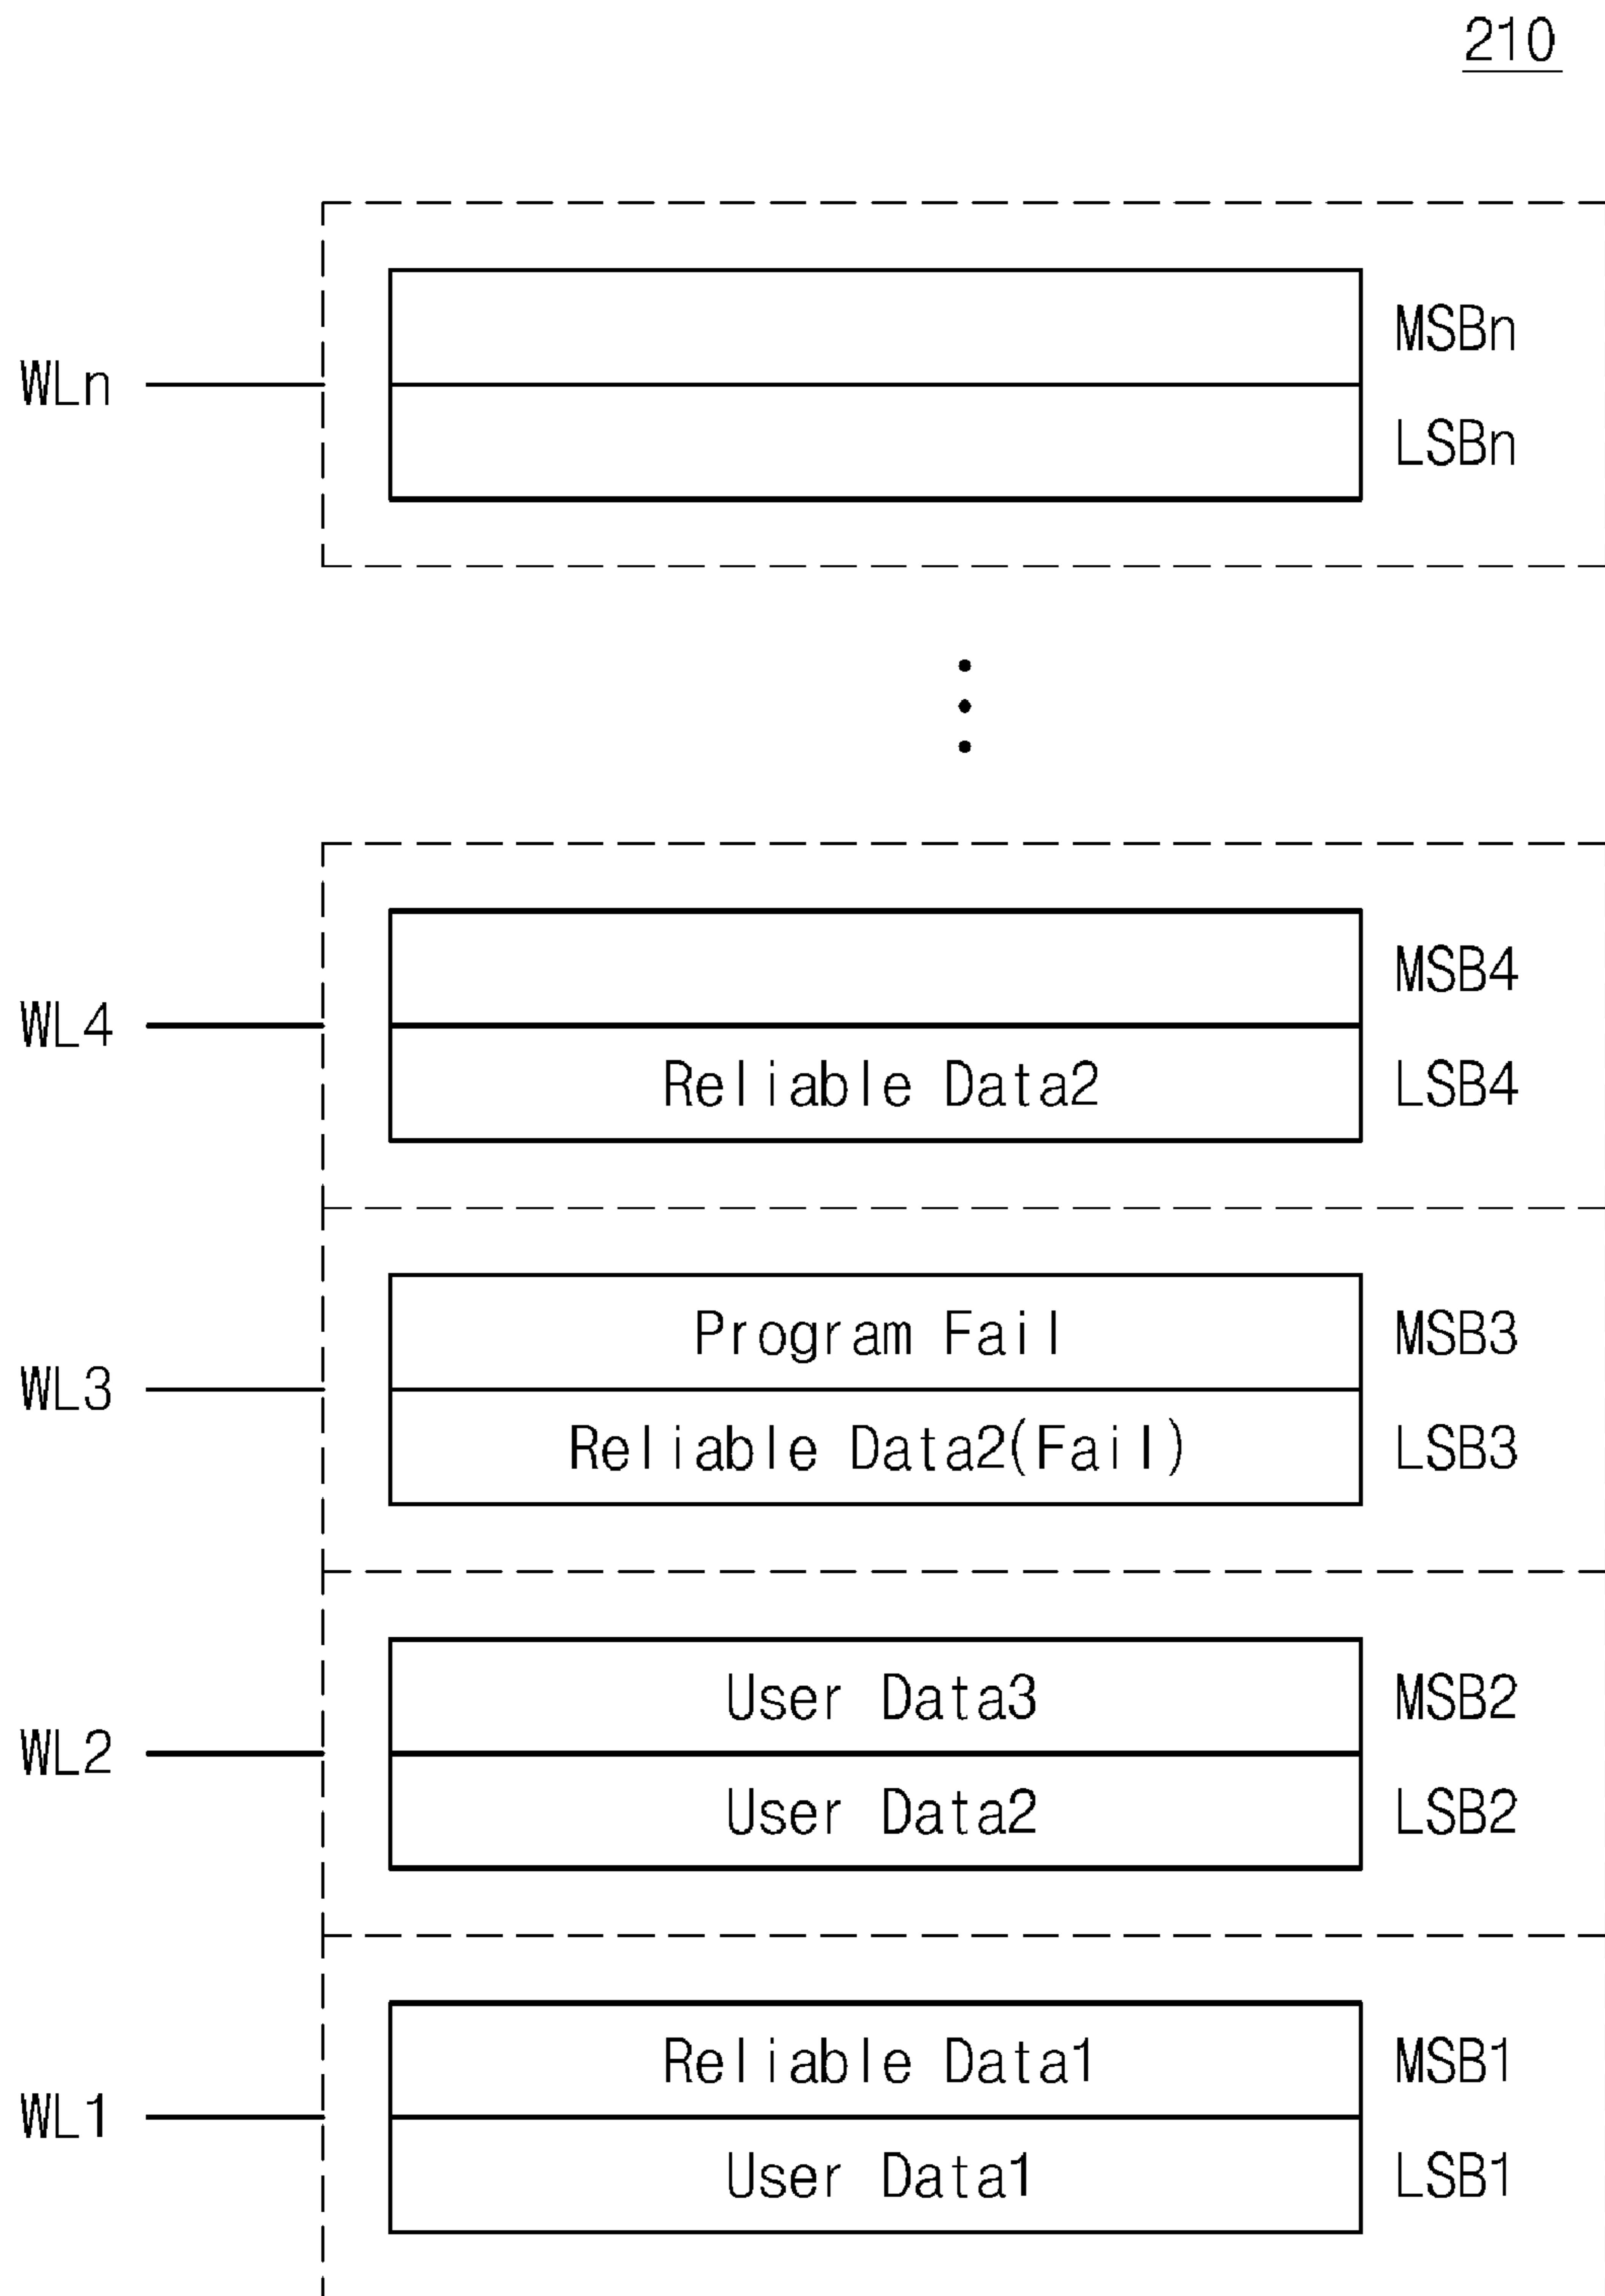 210
MSBn
WLn
LSBn
MSB4
WL4
Reliable Data2 LSB4
Program Fail MSB3
WL3
Reliable Data2(Fail) LSB3
User Data3 MSB2
WL2
User Data2 LSB2
Reliable Data1 MSB1
WL1
User Data1 LSB1